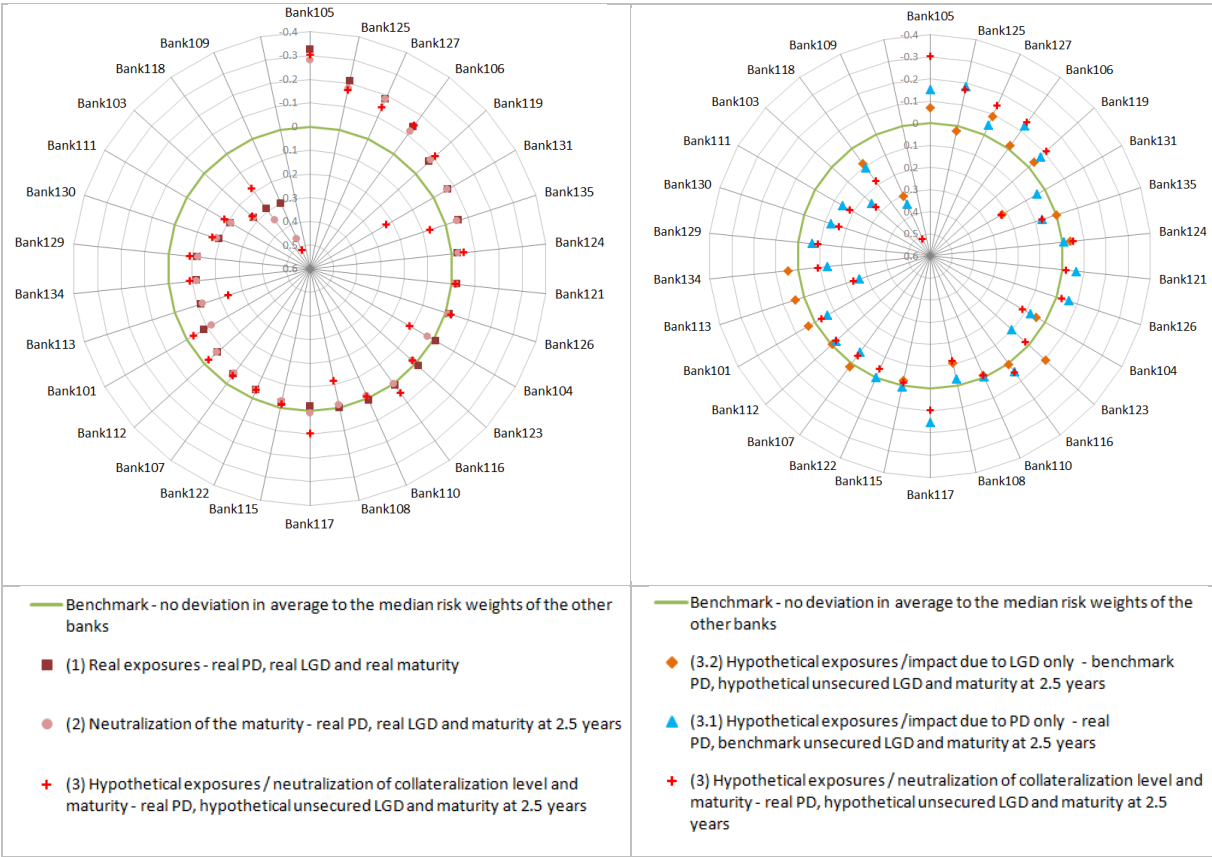 Bank105
Bank125
Bank127
Bank106
Bank119
Bank131
Bank135
Bank124
Bank121
Bank126
Bank104
Bank123
Bank116
Bank110
Bank108
Bank117
Bank115
Bank122
Bank107
Bank112
Bank101
Bank113
Bank134
Bank129
Bank130
Bank111
Bank103
Bank118
Bank109
-0.4
-0.3
-0.2
-0.1
0
0.1
0.2
0.3
0.4
0.5
0.6
Bank105
Bank125
Bank127
Bank106
Bank119
Bank131
Bank135
Bank124
Bank121
Bank126
Bank104
Bank123
Bank116
Bank110
Bank108
Bank117
Bank115
Bank122
Bank107
Bank112
Bank101
Bank113
Bank134
Bank129
Bank130
Bank111
Bank103
Bank118
Bank109
-0.4
-0.3
-0.2
-0.1
0
0.1
0.2
0.3
0.4
0.5
0.6
Benchmark - no deviation in average to the median risk weights of the other
banks
(1) Real exposures - real PD, real LGD and real maturity
(2) Neutralization of the maturity - real PD, real LGD and maturity at 2.5 years
(3) Hypothetical exposures / neutralization of collateralization level and
maturity - real PD, hypothetical unsecured LGD and maturity at 2.5 years
Benchmark - no deviation in average to the median risk weights of the
other banks
(3.2) Hypothetical exposures /impact due to LGD only - benchmark
PD, hypothetical unsecured LGD and maturity at 2.5 years
(3.1) Hypothetical exposures /impact due to PD only - real
PD, benchmark unsecured LGD and maturity at 2.5 years
(3) Hypothetical exposures / neutralization of collateralization level and
maturity - real PD, hypothetical unsecured LGD and maturity at 2.5
years